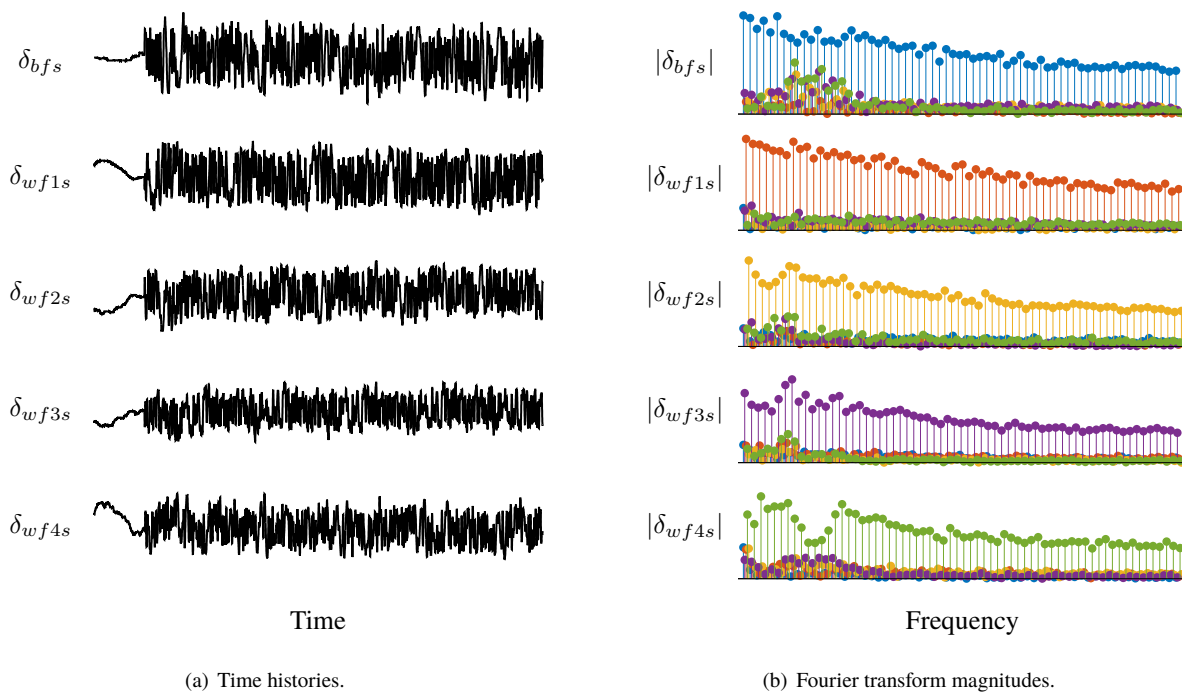 δ_{bfs}
δ_{wf1s}
δ_{wf2s}
δ_{wf3s}
δ_{wf4s}
Time
(a) Time histories.
|δ_{bfs}|
|δ_{wf1s}|
|δ_{wf2s}|
|δ_{wf3s}|
|δ_{wf4s}|
Frequency
(b) Fourier transform magnitudes.